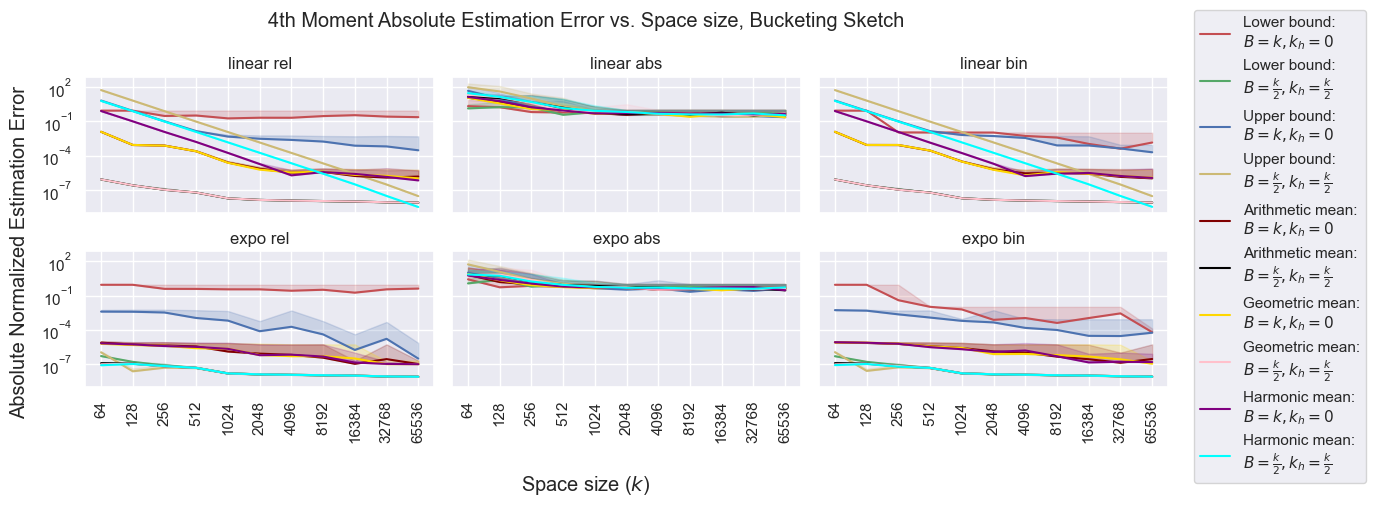 4th Moment Absolute Estimation Error vs. Space size, Bucketing Sketch
linear rel
linear abs
linear bin
10^2
10^-1
10^-4
10^-7
expo rel
expo abs
expo bin
10^2
10^-1
10^-4
10^-7
64 128 256 512 1024 2048 4096 8192 16384 32768 65536
64 128 256 512 1024 2048 4096 8192 16384 32768 65536
64 128 256 512 1024 2048 4096 8192 16384 32768 65536
Absolute Normalized Estimation Error
Space size (k)
Lower bound:
B = k, k_h = 0
Lower bound:
B = k/2, k_h = k/2
Upper bound:
B = k, k_h = 0
Upper bound:
B = k/2, k_h = k/2
Arithmetic mean:
B = k, k_h = 0
Arithmetic mean:
B = k/2, k_h = k/2
Geometric mean:
B = k, k_h = 0
Geometric mean:
B = k/2, k_h = k/2
Harmonic mean:
B = k, k_h = 0
Harmonic mean:
B = k/2, k_h = k/2